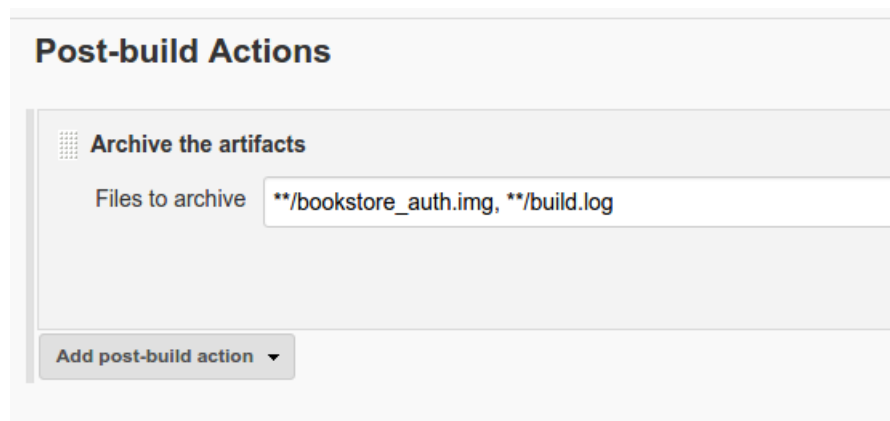 Post-build Actions
Archive the artifacts
Files to archive **/bookstore_auth.img, **/build.log
Add post-build action